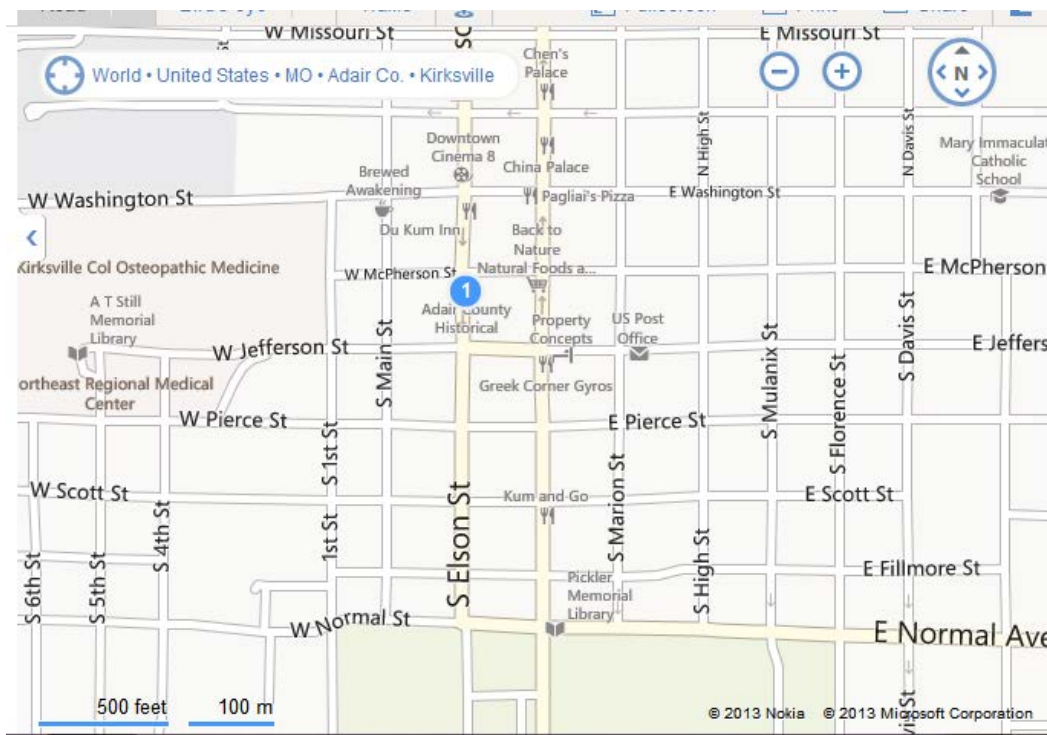 W Missouri St
E Missouri St
World • United States • MO • Adair Co. • Kirksville
N
Chen's
Palace
Downtown
Cinema 8
China Palace
N High St
N Davis St
Catholic
School
Brewed
Awakening
W Washington St
Pagliai's Pizza
E Washington St
Du Kum Inn
Back to
Nature
Natural Foods a...
Kirksville Col Osteopathic Medicine
W McPherson St
E McPherson
1
A T Still
Memorial
Library
Adair County
Historical
Property
Concepts
US Post
Office
W Jefferson St
E Jeffers
S Main St
S Mulanix St
S Davis St
ortheast Regional Medical
Center
Greek Corner Gyros
W Pierce St
E Pierce St
S Florence St
S 1st St
W Scott St
Kum and Go
E Scott St
S 6th St
S 5th St
S 4th St
1st St
S Elson St
S Marion St
S High St
E Fillmore St
Pickler
Memorial
Library
W Normal St
E Normal Ave
500 feet
100 m
© 2013 Nokia © 2013 Microsoft Corporation